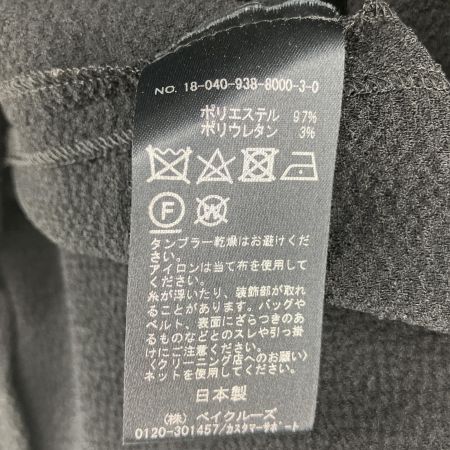 NO. 18-040-938-8000-3-0
ポリエステル 97%
ポリウレタン 3%
F W
タンブラー乾燥はお避けくだ
さい。
アイロンは当て布を使用して
ください。
糸が浮いたり、装飾部が取れ
ることがあります。バッグや
ベルト、表面にざらつきのあ
るものなどとのスレや引っ掛
けにご注意ください。
〈クリーニング店へのお願い〉
ネットを使用してください。
日本製
(株) ベイクルーズ
0120-301457/カスタマーサポート